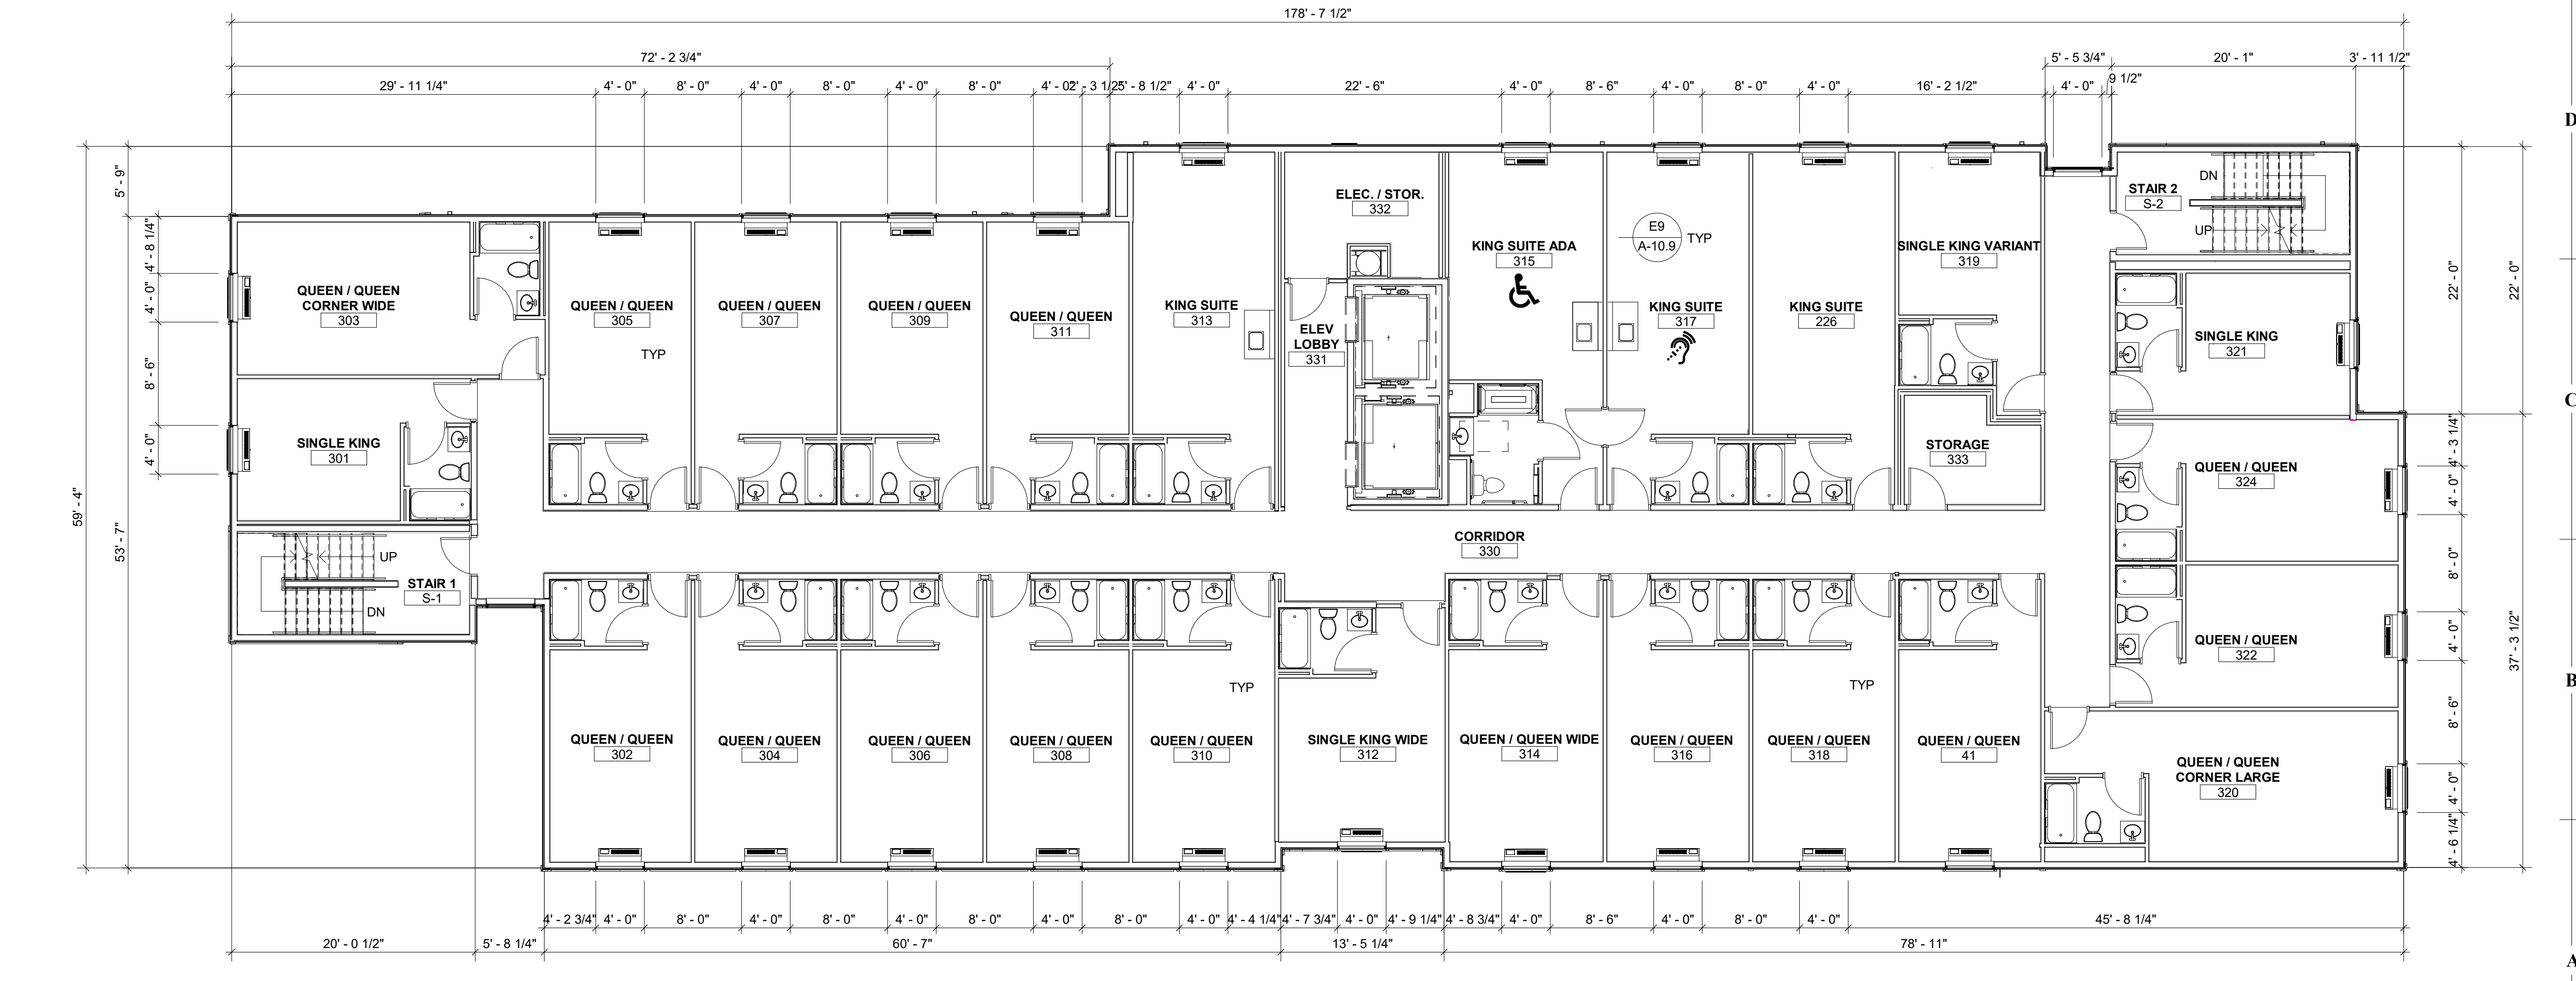 178' - 7 1/2"
72' - 2 3/4"
5' - 5 3/4"
20' - 1"
3' - 11 1/2"
29' - 11 1/4"
4' - 0"
8' - 0"
4' - 0"
8' - 0"
4' - 0"
8' - 0"
4' - 0"
2' - 3 1/2"
5' - 8 1/2"
4' - 0"
22' - 6"
4' - 0"
8' - 6"
4' - 0"
8' - 0"
4' - 0"
16' - 2 1/2"
4' - 0"
9 1/2"
D
C
B
A
59' - 4"
5' - 9"
53' - 7"
4' - 8 1/4"
4' - 0"
8' - 6"
4' - 0"
QUEEN / QUEEN
CORNER WIDE
303
QUEEN / QUEEN
305
TYP
QUEEN / QUEEN
307
QUEEN / QUEEN
309
QUEEN / QUEEN
311
KING SUITE
313
ELEC. / STOR.
332
ELEV
LOBBY
331
KING SUITE ADA
315
E9
A-10.9
TYP
KING SUITE
317
KING SUITE
226
SINGLE KING VARIANT
319
STAIR 2
S-2
DN
UP
SINGLE KING
321
SINGLE KING
301
STORAGE
333
QUEEN / QUEEN
324
STAIR 1
S-1
UP
DN
CORRIDOR
330
QUEEN / QUEEN
322
QUEEN / QUEEN
302
QUEEN / QUEEN
304
QUEEN / QUEEN
306
QUEEN / QUEEN
308
TYP
QUEEN / QUEEN
310
SINGLE KING WIDE
312
QUEEN / QUEEN WIDE
314
QUEEN / QUEEN
316
TYP
QUEEN / QUEEN
318
QUEEN / QUEEN
41
QUEEN / QUEEN
CORNER LARGE
320
22' - 0"
22' - 0"
4' - 3 1/4"
4' - 0"
8' - 0"
4' - 0"
8' - 6"
4' - 0"
4' - 6 1/4"
37' - 3 1/2"
4' - 2 3/4"
4' - 0"
8' - 0"
4' - 0"
8' - 0"
4' - 0"
8' - 0"
4' - 0"
8' - 0"
4' - 0"
4' - 4 1/4"
4' - 7 3/4"
4' - 0"
4' - 9 1/4"
4' - 8 3/4"
4' - 0"
8' - 6"
4' - 0"
8' - 0"
4' - 0"
45' - 8 1/4"
20' - 0 1/2"
5' - 8 1/4"
60' - 7"
13' - 5 1/4"
78' - 11"